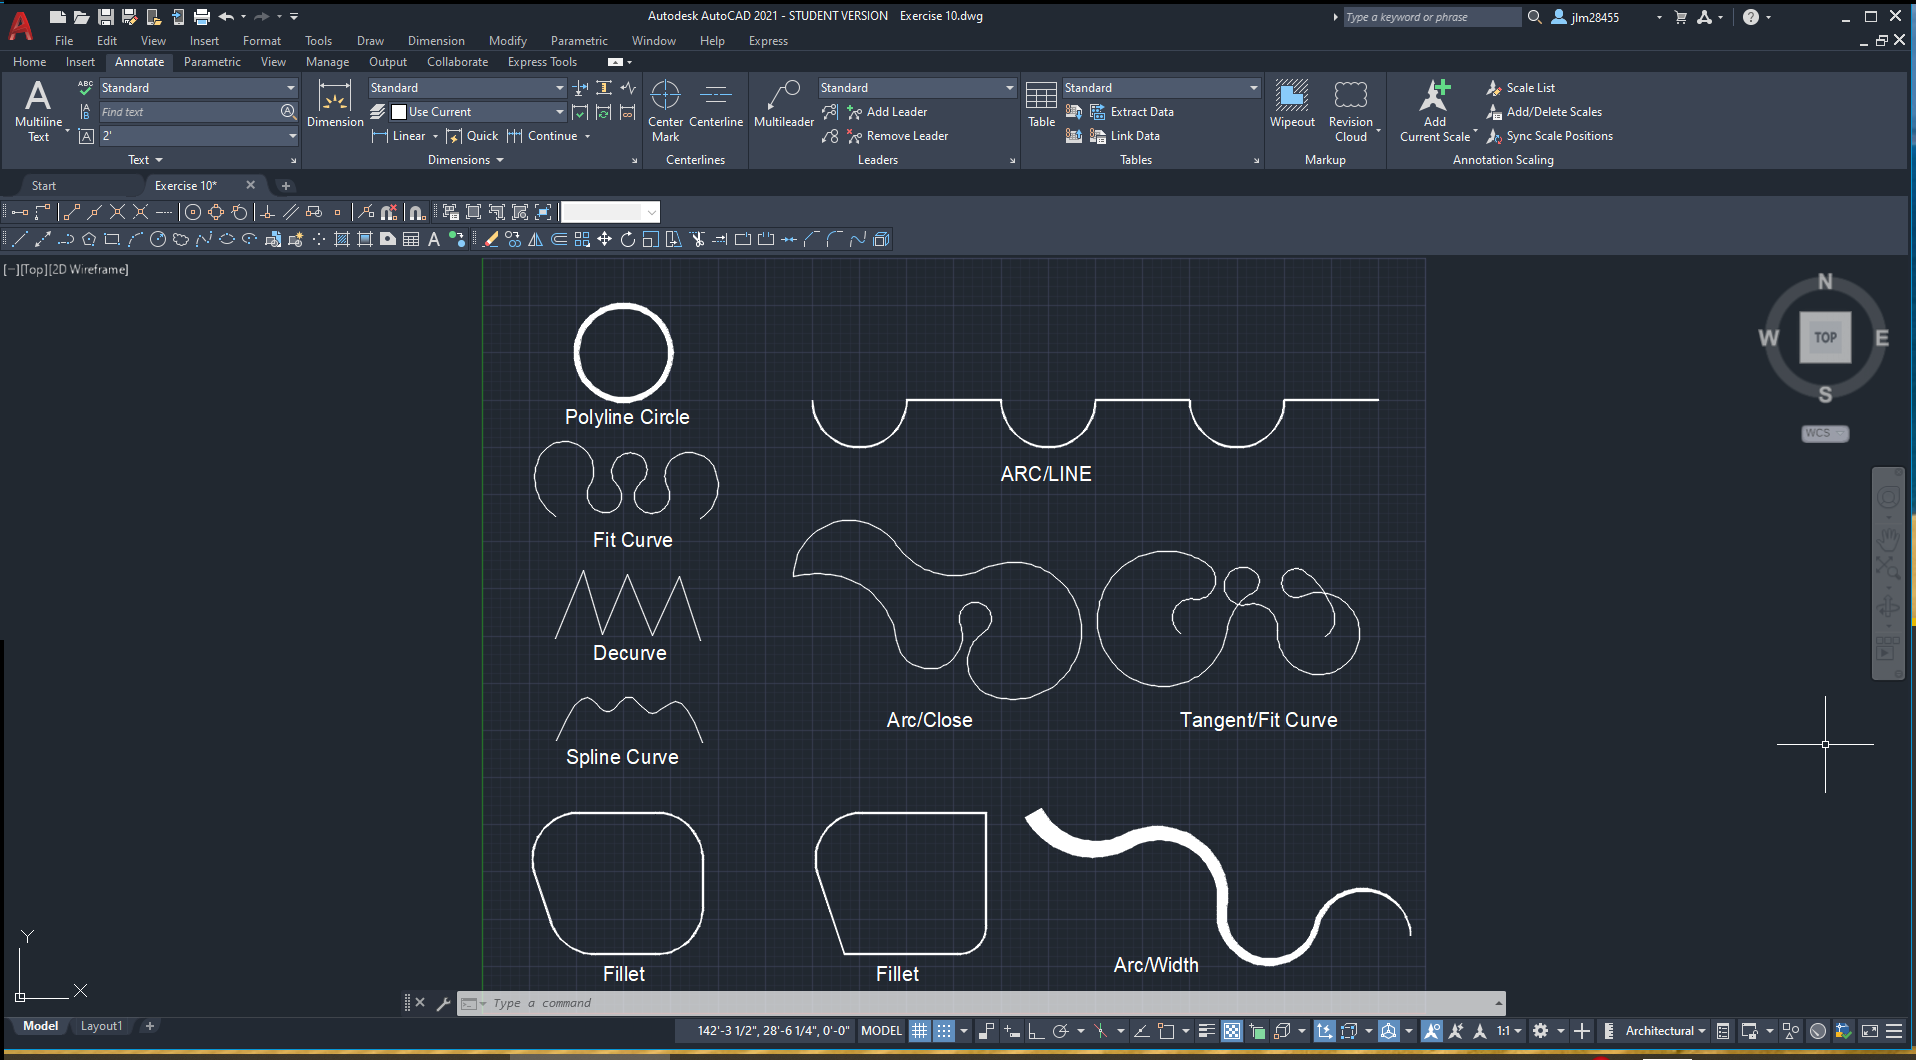 Autodesk AutoCAD 2021 - STUDENT VERSION Exercise 10.dwg
Type a keyword or phrase
jlm28455
File Edit View Insert Format Tools Draw Dimension Modify Parametric Window Help Express
Home Insert Annotate Parametric View Manage Output Collaborate Express Tools
A
Multiline
Text
ABC
Standard
Find text
2'
Text
Dimension
Standard
Use Current
Linear Quick Continue
Dimensions
Center
Mark
Centerline
Centerlines
Multileader
Standard
Add Leader
Remove Leader
Leaders
Table
Standard
Extract Data
Link Data
Tables
Wipeout
Revision
Cloud
Markup
Add
Current Scale
Scale List
Add/Delete Scales
Sync Scale Positions
Annotation Scaling
Start
Exercise 10*
[−][Top][2D Wireframe]
N
W TOP E
S
WCS
Polyline Circle
ARC/LINE
Fit Curve
Decurve
Arc/Close
Tangent/Fit Curve
Spline Curve
Fillet
Fillet
Arc/Width
Y
X
Type a command
Model Layout1 +
142'-3 1/2", 28'-6 1/4", 0'-0" MODEL
1:1
Architectural